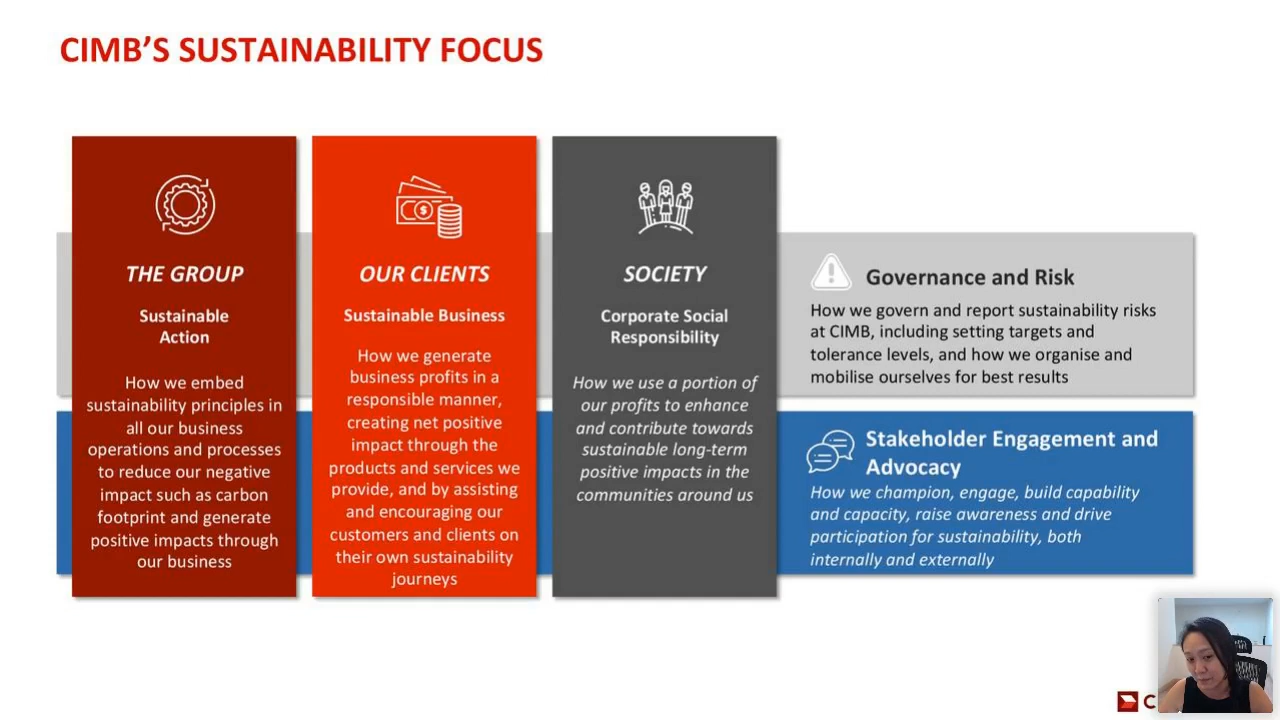 CIMB’S SUSTAINABILITY FOCUS
THE GROUP
Sustainable
Action
How we embed
sustainability principles in
all our business
operations and processes
to reduce our negative
impact such as carbon
footprint and generate
positive impacts through
our business
OUR CLIENTS
Sustainable Business
How we generate
business profits in a
responsible manner,
creating net positive
impact through the
products and services we
provide, and by assisting
and encouraging our
customers and clients on
their own sustainability
journeys
SOCIETY
Corporate Social
Responsibility
How we use a portion of
our profits to enhance
and contribute towards
sustainable long-term
positive impacts in the
communities around us
Governance and Risk
How we govern and report sustainability risks
at CIMB, including setting targets and
tolerance levels, and how we organise and
mobilise ourselves for best results
Stakeholder Engagement and
Advocacy
How we champion, engage, build capability
and capacity, raise awareness and drive
participation for sustainability, both
internally and externally